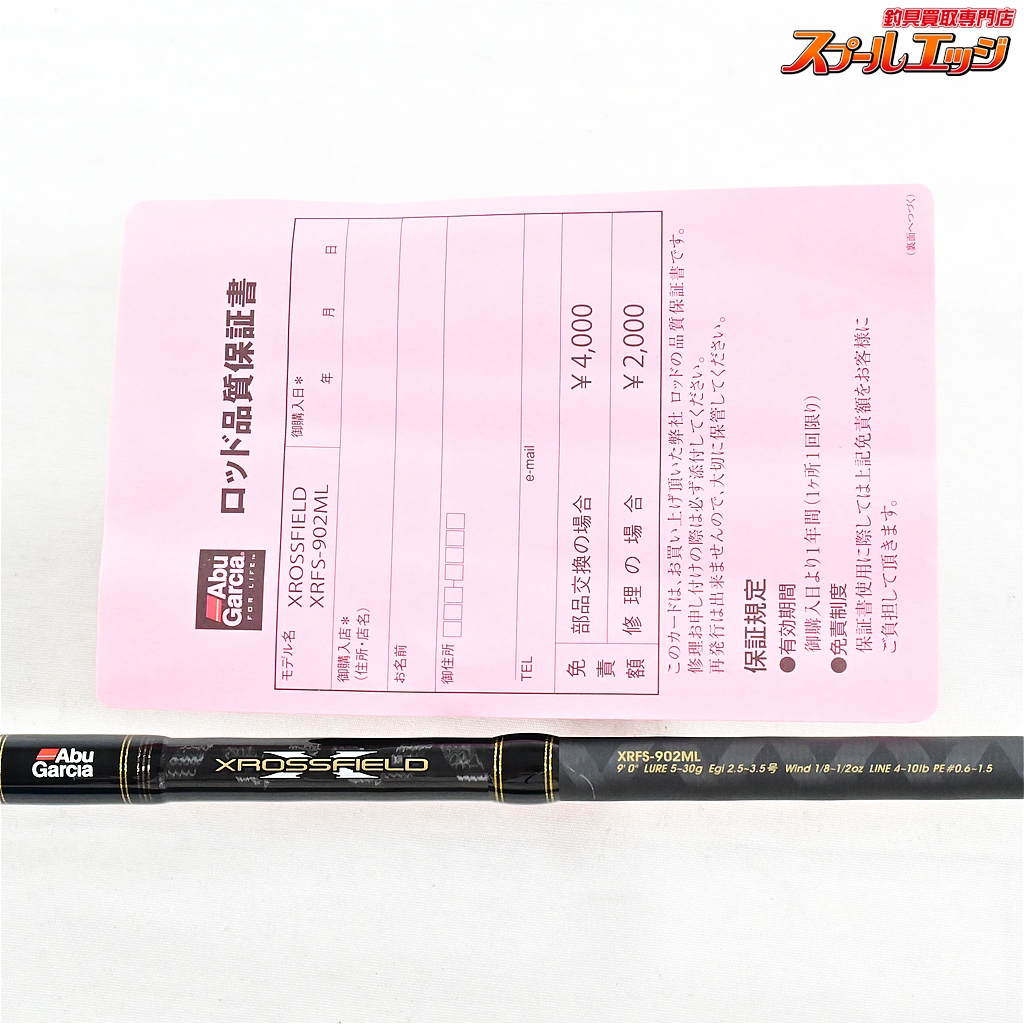 釣具買取専門店
スプールエッジ
Abu
Garcia
FOR LIFE™
ロッド品質保証書
モデル名
XROSSFIELD
XRFS-902ML
御購入日*
年 月 日
御購入店*
(住所・店名)
お名前
御住所 □□□-□□□□
TEL
e-mail
免責額
部品交換の場合 ¥4,000
修理の場合 ¥2,000
このカードは、お買い上げ頂いた弊社 ロッドの品質保証書です。
修理お申し付けの際は必ず添付してください。
再発行は出来ませんので、大切に保管してください。
保証規定
●有効期間
御購入日より1年間(1ヶ所1回限り)
●免責制度
保証書使用に際しては上記免責額をお客様に
ご負担して頂きます。
(裏面へつづく)
Abu
Garcia
XROSSFIELD
XRFS-902ML
9'0" LURE 5~30g Egi 2.5~3.5号 Wind 1/8~1/2oz LINE 4~10lb PE #0.6~1.5